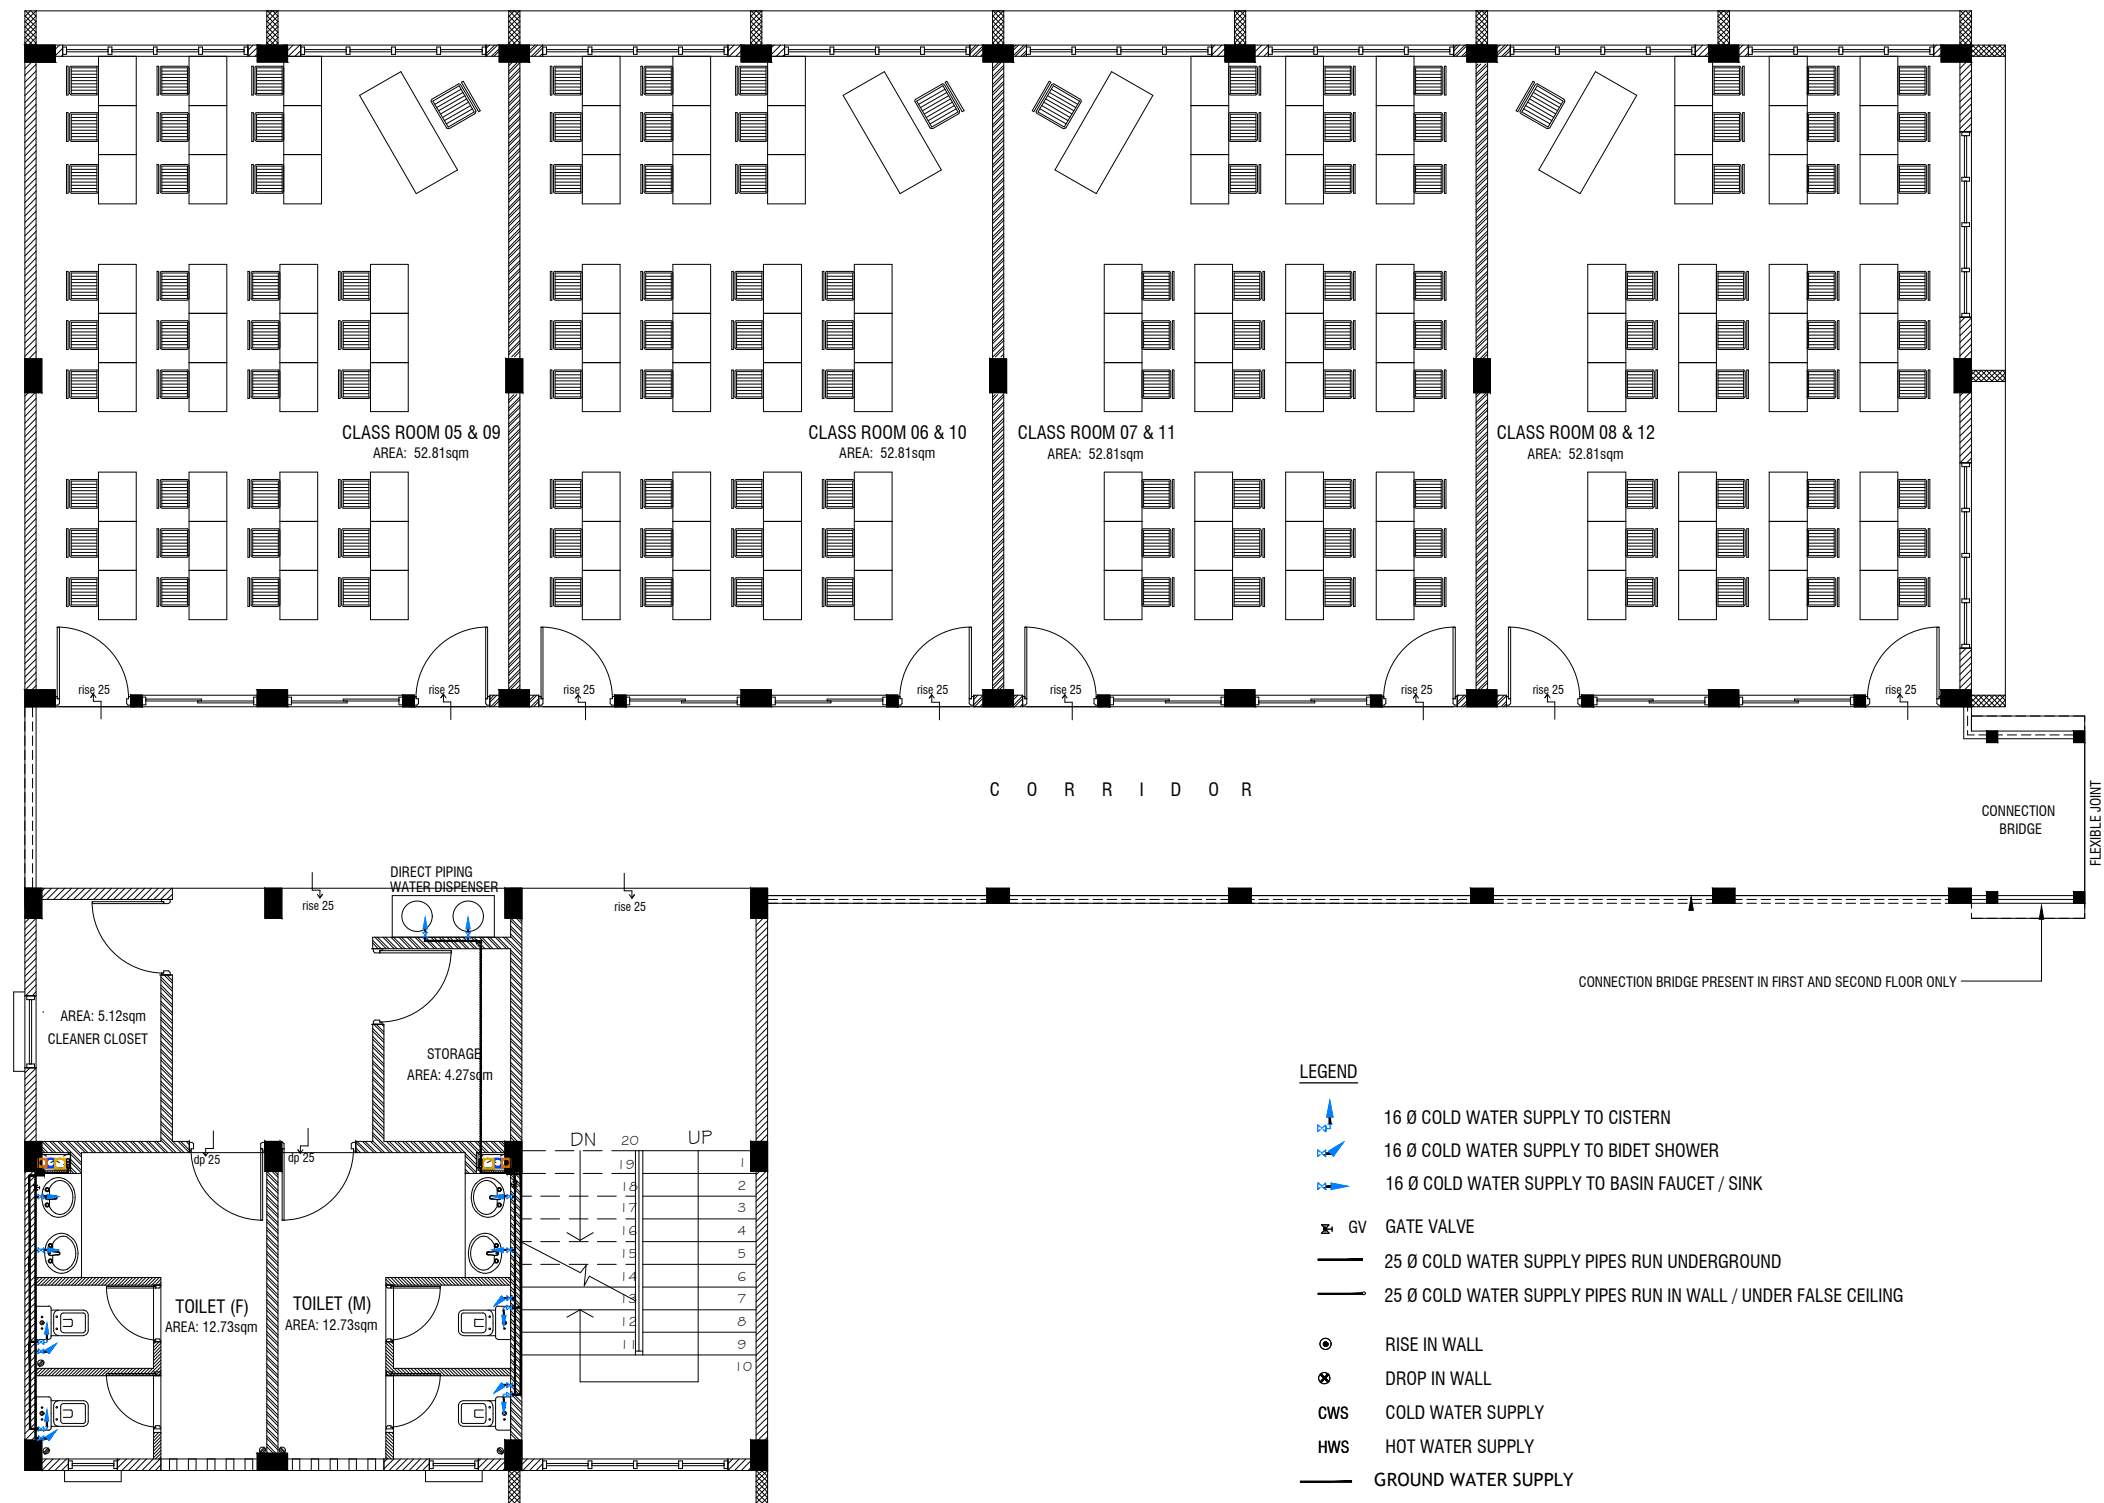 CLASS ROOM 05 & 09
AREA: 52.81sqm
CLASS ROOM 06 & 10
AREA: 52.81sqm
CLASS ROOM 07 & 11
AREA: 52.81sqm
CLASS ROOM 08 & 12
AREA: 52.81sqm
rise 25
rise 25
rise 25
rise 25
rise 25
rise 25
rise 25
rise 25
CORRIDOR
CONNECTION
BRIDGE
FLEXIBLE JOINT
DIRECT PIPING
WATER DISPENSER
rise 25
rise 25
CONNECTION BRIDGE PRESENT IN FIRST AND SECOND FLOOR ONLY
AREA: 5.12sqm
CLEANER CLOSET
STORAGE
AREA: 4.27sqm
dp 25
dp 25
DN
20
UP
19
1
18
2
17
3
16
4
15
5
14
6
13
7
12
8
11
9
10
TOILET (F)
AREA: 12.73sqm
TOILET (M)
AREA: 12.73sqm
LEGEND
16 Ø COLD WATER SUPPLY TO CISTERN
16 Ø COLD WATER SUPPLY TO BIDET SHOWER
16 Ø COLD WATER SUPPLY TO BASIN FAUCET / SINK
GV GATE VALVE
25 Ø COLD WATER SUPPLY PIPES RUN UNDERGROUND
25 Ø COLD WATER SUPPLY PIPES RUN IN WALL / UNDER FALSE CEILING
RISE IN WALL
DROP IN WALL
CWS COLD WATER SUPPLY
HWS HOT WATER SUPPLY
GROUND WATER SUPPLY